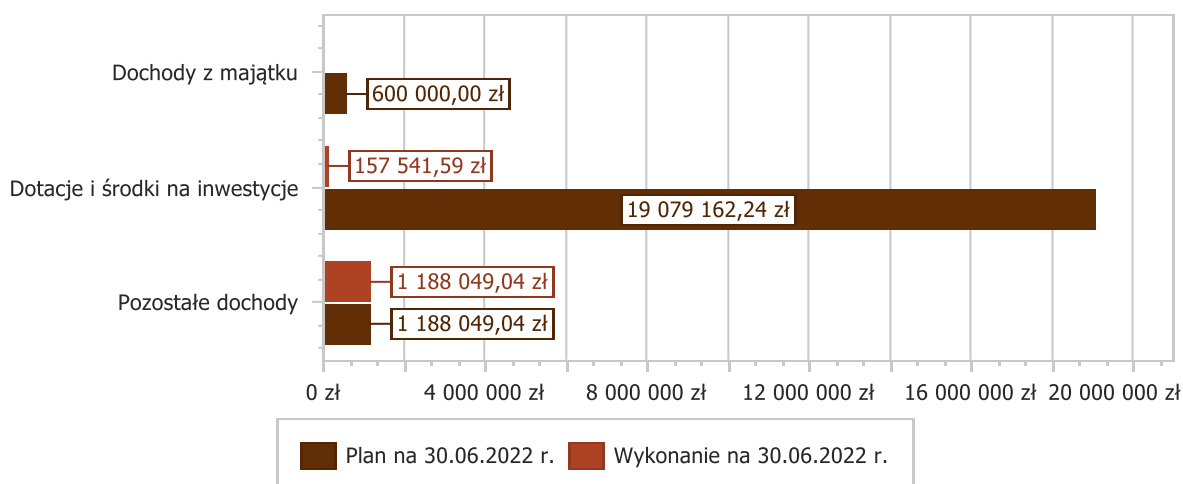 Dochody z majątku
600 000,00 zł
157 541,59 zł
Dotacje i środki na inwestycje
19 079 162,24 zł
1 188 049,04 zł
Pozostałe dochody
1 188 049,04 zł
0 zł 4 000 000 zł 8 000 000 zł 12 000 000 zł 16 000 000 zł 20 000 000 zł
Plan na 30.06.2022 r. Wykonanie na 30.06.2022 r.